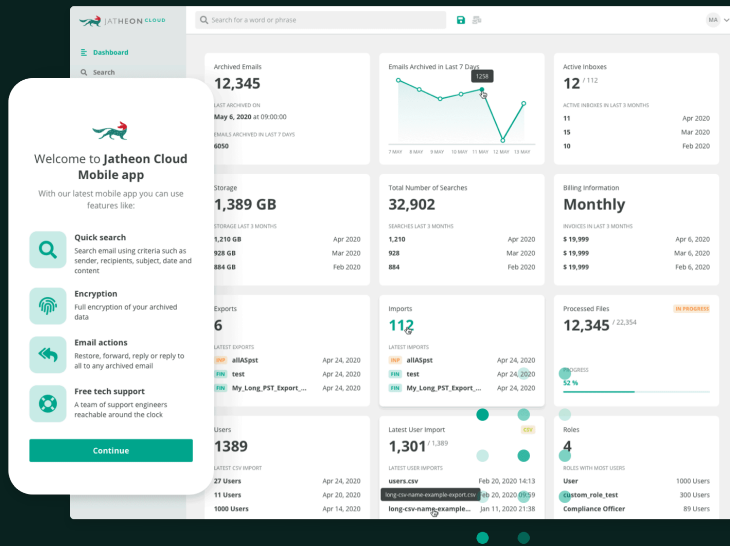 JATHEON CLOUD
Search for a word or phrase
MA
Dashboard
Search
Welcome to Jatheon Cloud
Mobile app
With our latest mobile app you can use
features like:
Quick search
Search email using criteria such as
sender, recipients, subject, date and
content
Encryption
Full encryption of your archived
data
Email actions
Restore, forward, reply or reply to
all to any archived email
Free tech support
A team of support engineers
reachable around the clock
Continue
Archived Emails
12,345
LAST ARCHIVED ON
May 6, 2020 at 09:00:00
EMAILS ARCHIVED IN LAST 7 DAYS
6050
Emails Archived in Last 7 Days
1258
7 MAY 8 MAY 9 MAY 10 MAY 11 MAY 12 MAY 13 MAY
Active Inboxes
12 / 112
ACTIVE INBOXES IN LAST 3 MONTHS
11 Apr 2020
15 Mar 2020
10 Feb 2020
Storage
1,389 GB
STORAGE LAST 3 MONTHS
1,210 GB Apr 2020
928 GB Mar 2020
884 GB Feb 2020
Total Number of Searches
32,902
SEARCHES LAST 3 MONTHS
1,210 Apr 2020
928 Mar 2020
884 Feb 2020
Billing Information
Monthly
INVOICES IN LAST 3 MONTHS
$ 19,999 Apr 6, 2020
$ 19,999 Mar 6, 2020
$ 19,999 Feb 6, 2020
Exports
6
LATEST EXPORTS
INP allASpst Apr 24, 2020
FIN test Apr 24, 2020
FIN My_Long_PST_Export_... Apr 24, 2020
Imports
112
LATEST IMPORTS
INP allASpst Apr 24, 2020
FIN test Apr 24, 2020
FIN My_Long_PST_Export_... Apr 24, 2020
Processed Files
IN PROGRESS
12,345 / 22,354
PROGRESS
52 %
Users
1389
LATEST CSV IMPORT
27 Users Apr 24, 2020
11 Users Apr 20, 2020
1000 Users Apr 14, 2020
Latest User Import
CSV
1,301 / 1,389
LATEST USER IMPORTS
users.csv Feb 20, 2020 14:13
long-csv-name-example-export.csv Feb 20, 2020 09:59
long-csv-name-example... Jan 11, 2020 21:38
Roles
4
ROLES WITH MOST USERS
User 1000 Users
custom_role_test 300 Users
Compliance Officer 89 Users